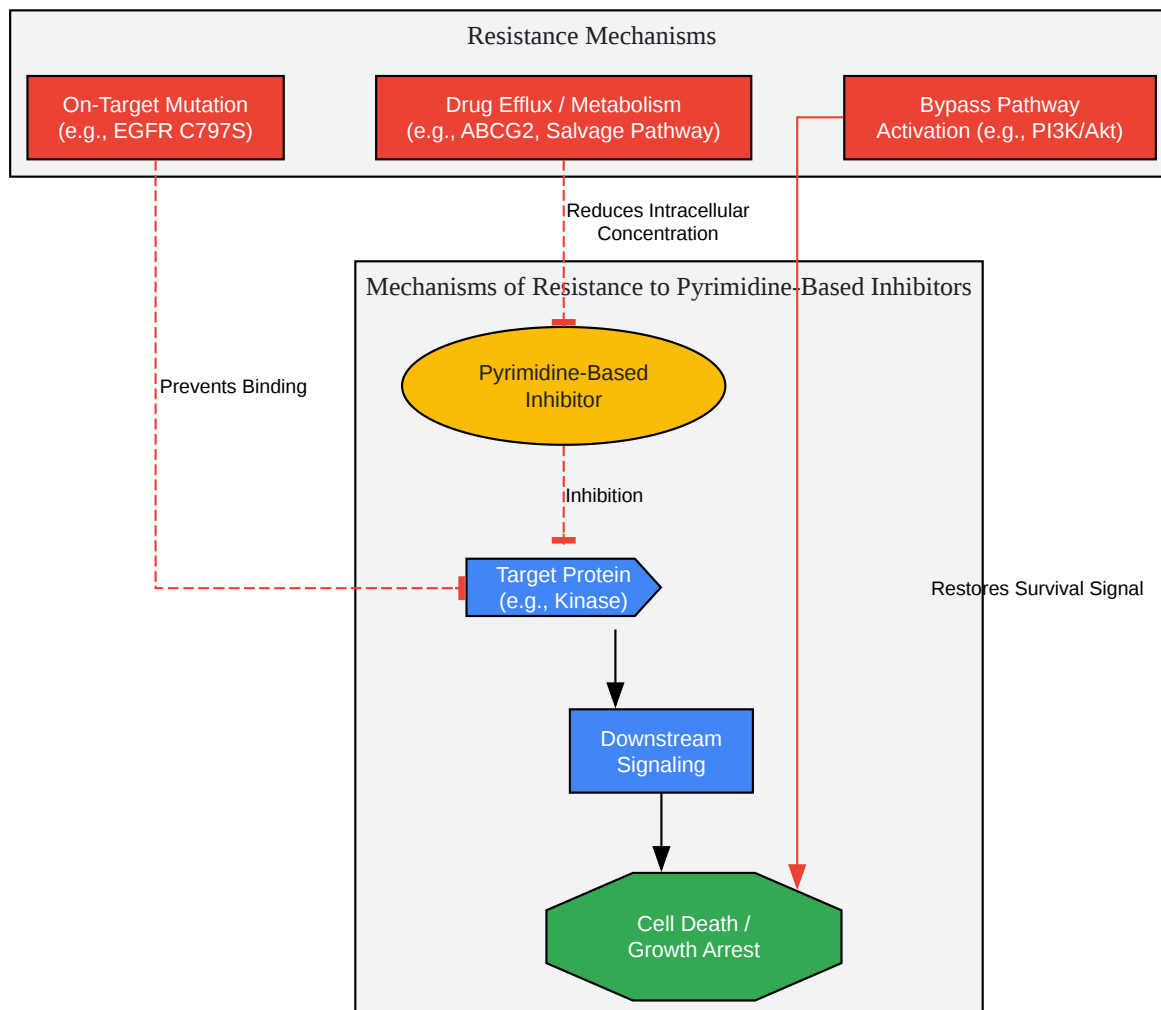 Resistance Mechanisms
On-Target Mutation
(e.g., EGFR C797S)
Drug Efflux / Metabolism
(e.g., ABCG2, Salvage Pathway)
Bypass Pathway
Activation (e.g., PI3K/Akt)
Reduces Intracellular
Concentration
Mechanisms of Resistance to Pyrimidine-Based Inhibitors
Pyrimidine-Based
Inhibitor
Prevents Binding
Inhibition
Target Protein
(e.g., Kinase)
Restores Survival Signal
Downstream
Signaling
Cell Death /
Growth Arrest